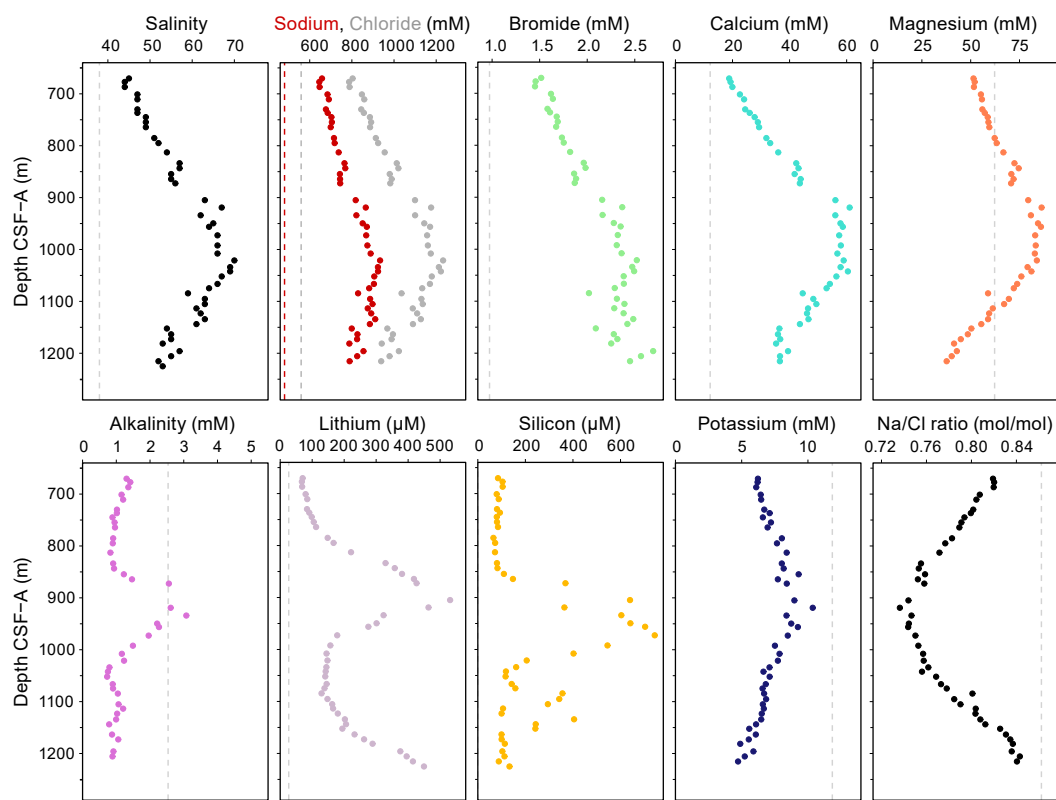 Salinity
Sodium, Chloride (mM)
Bromide (mM)
Calcium (mM)
Magnesium (mM)
40 50 60 70
600 800 1000 1200
1.0 1.5 2.0 2.5
0 20 40 60
0 25 50 75
Depth CSF−A (m)
700
800
900
1000
1100
1200
Alkalinity (mM)
Lithium (µM)
Silicon (µM)
Potassium (mM)
Na/Cl ratio (mol/mol)
0 1 2 3 4 5
0 100 200 300 400 500
0 200 400 600
0 5 10
0.72 0.76 0.80 0.84
Depth CSF−A (m)
700
800
900
1000
1100
1200